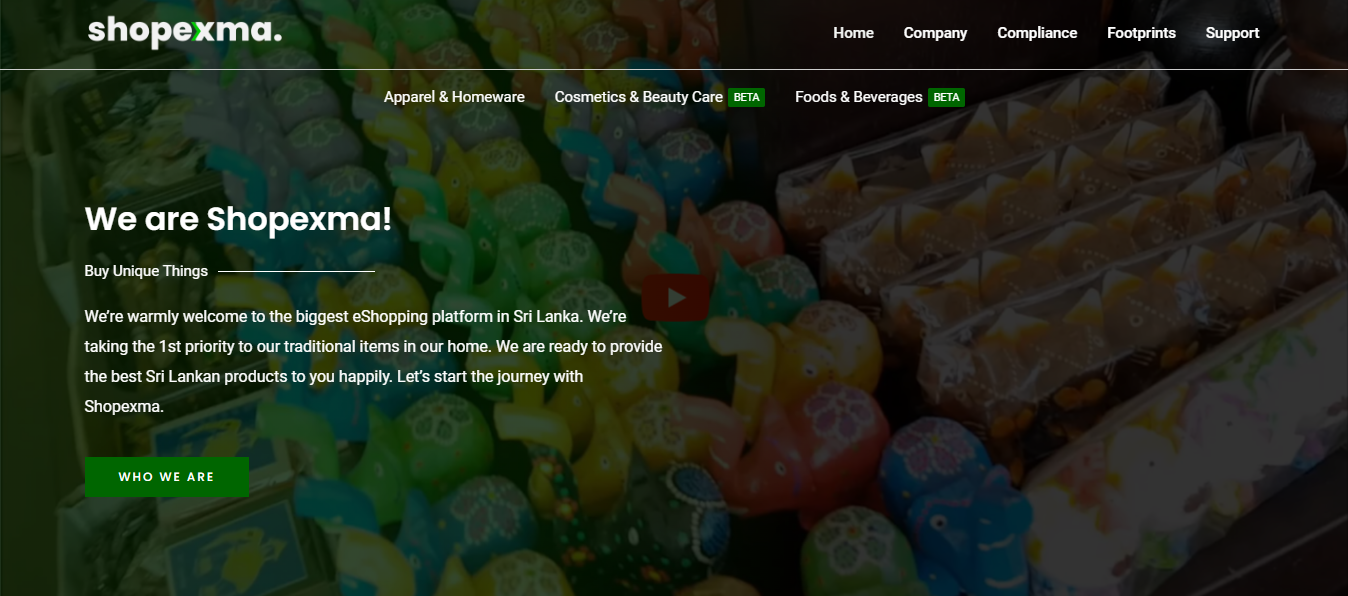 shopexma.
Home Company Compliance Footprints Support
Apparel & Homeware Cosmetics & Beauty Care BETA Foods & Beverages BETA
We are Shopexma!
Buy Unique Things
We’re warmly welcome to the biggest eShopping platform in Sri Lanka. We’re
taking the 1st priority to our traditional items in our home. We are ready to provide
the best Sri Lankan products to you happily. Let’s start the journey with
Shopexma.
WHO WE ARE